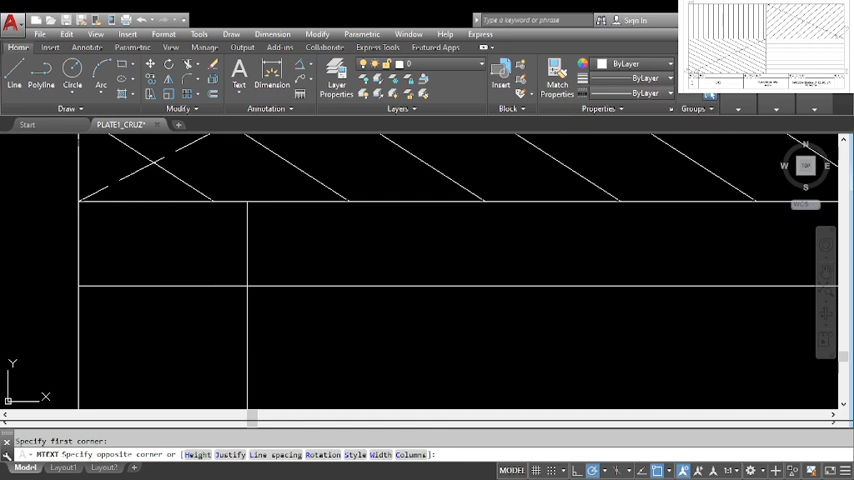 Type a keyword or phrase
Sign In
File Edit View Insert Format Tools Draw Dimension Modify Parametric Window Help Express
Home Insert Annotate Parametric View Manage Output Add-ins Collaborate Express Tools Featured Apps
0
ByLayer
ByLayer
ByLayer
Line Polyline Circle Arc
Text Dimension
Layer Properties
Insert
Match Properties
Draw Modify Annotation Layers Block Properties Groups
Start PLATE1_CRUZ*
N
W TOP E
S
WCS
Y
X
Specify first corner:
MTEXT Specify opposite corner or [Height Justify Line spacing Rotation Style Width Columns]:
Model Layout1 Layout2 +
MODEL 1:1